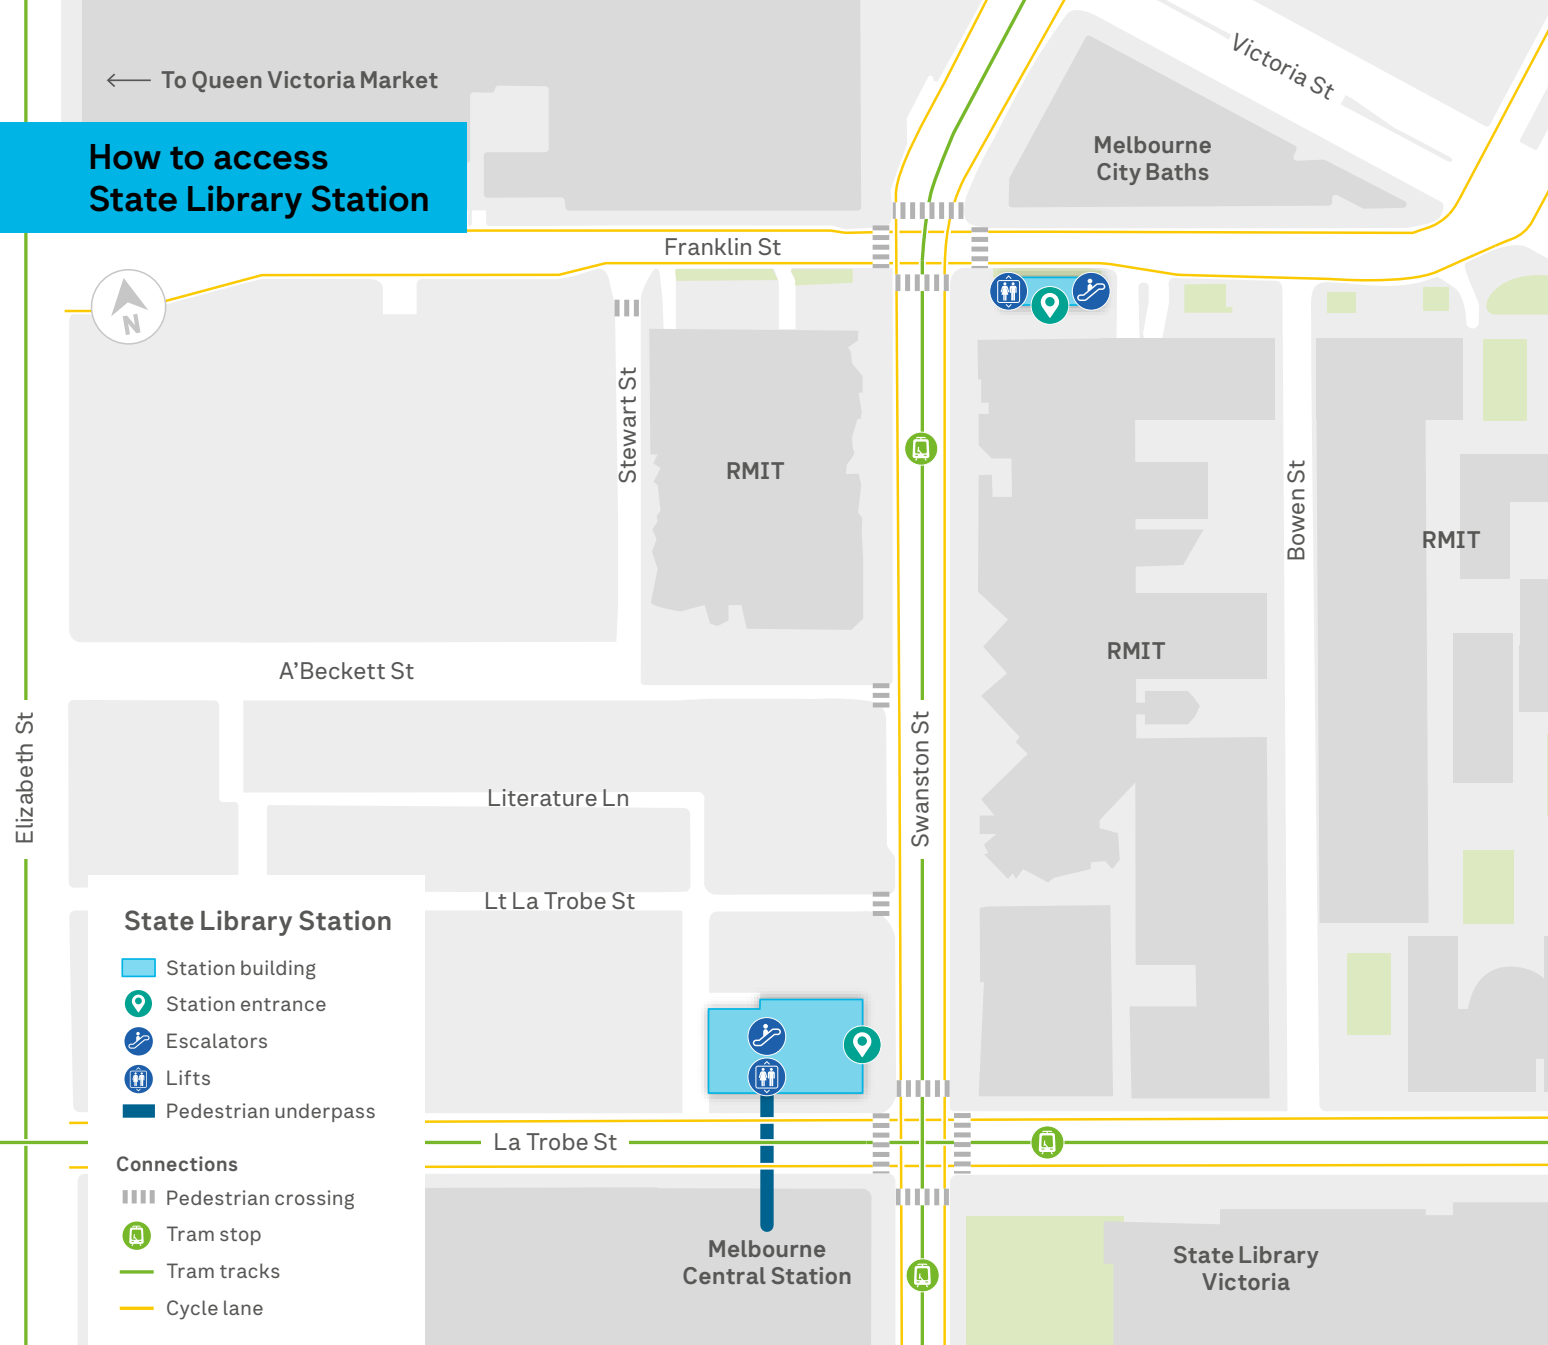 To Queen Victoria Market
How to access
State Library Station
Victoria St
Melbourne
City Baths
Franklin St
N
Stewart St
RMIT
Bowen St
RMIT
RMIT
A’Beckett St
Elizabeth St
Swanston St
Literature Ln
Lt La Trobe St
State Library Station
Station building
Station entrance
Escalators
Lifts
Pedestrian underpass
Connections
Pedestrian crossing
Tram stop
Tram tracks
Cycle lane
La Trobe St
Melbourne
Central Station
State Library
Victoria